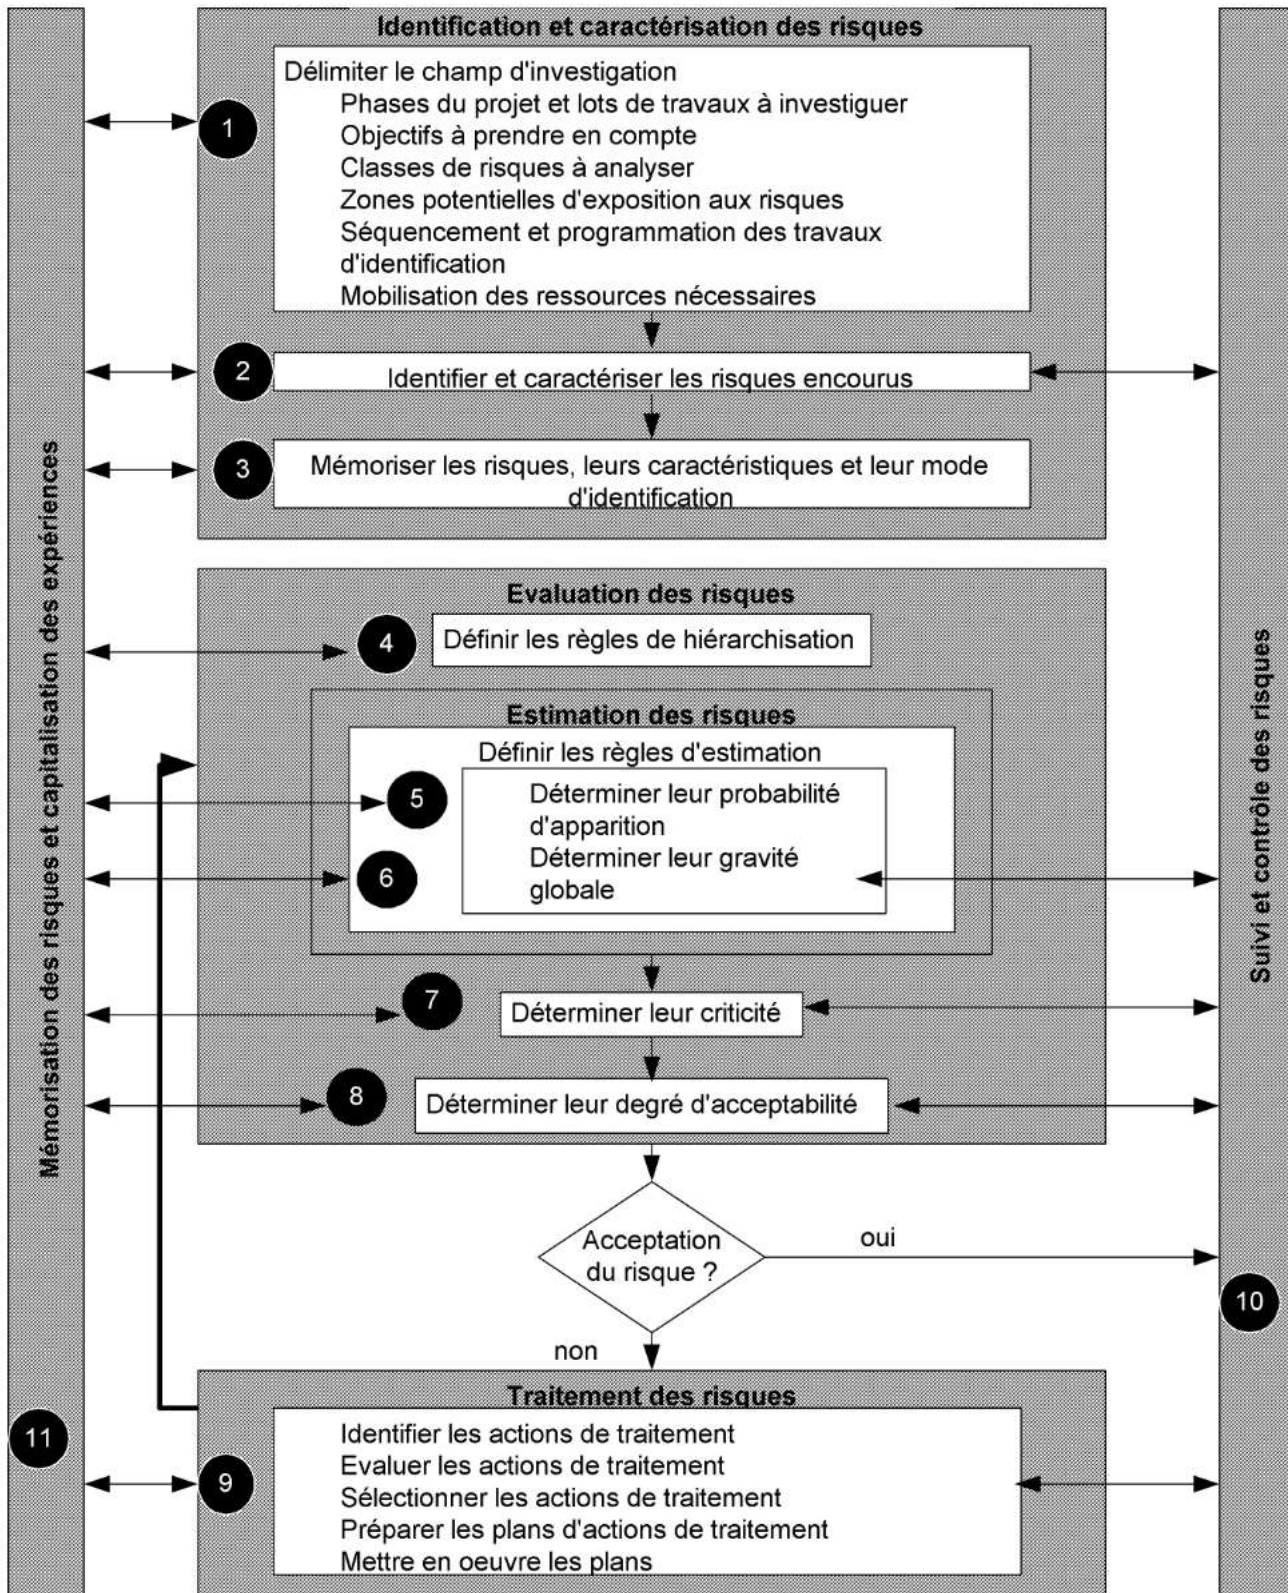 Identification et caractérisation des risques
Délimiter le champ d'investigation
Phases du projet et lots de travaux à investiguer
Objectifs à prendre en compte
Classes de risques à analyser
Zones potentielles d'exposition aux risques
Séquencement et programmation des travaux
d'identification
Mobilisation des ressources nécessaires
1
2
Identifier et caractériser les risques encourus
3
Mémoriser les risques, leurs caractéristiques et leur mode
d'identification
Evaluation des risques
4
Définir les règles de hiérarchisation
Estimation des risques
Définir les règles d'estimation
5
Déterminer leur probabilité
d'apparition
6
Déterminer leur gravité
globale
7
Déterminer leur criticité
8
Déterminer leur degré d'acceptabilité
Acceptation
du risque ?
oui
non
Traitement des risques
9
Identifier les actions de traitement
Evaluer les actions de traitement
Sélectionner les actions de traitement
Préparer les plans d'actions de traitement
Mettre en oeuvre les plans
Suivi et contrôle des risques
10
Mémorisation des risques et capitalisation des expériences
11